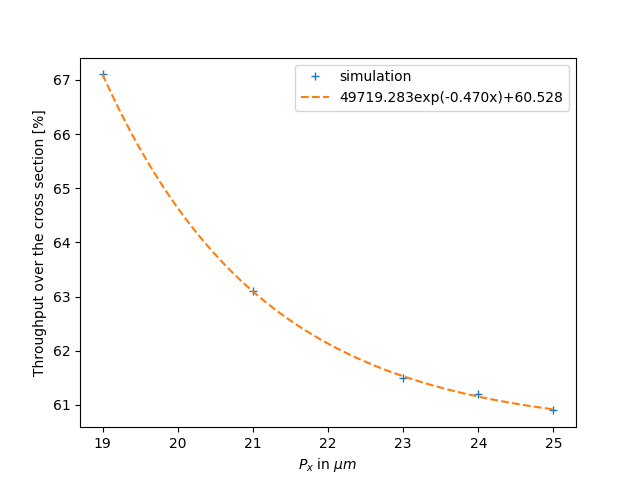 simulation
49719.283exp(-0.470x)+60.528
Throughput over the cross section [%]
67
66
65
64
63
62
61
19 20 21 22 23 24 25
Pₓ in μm